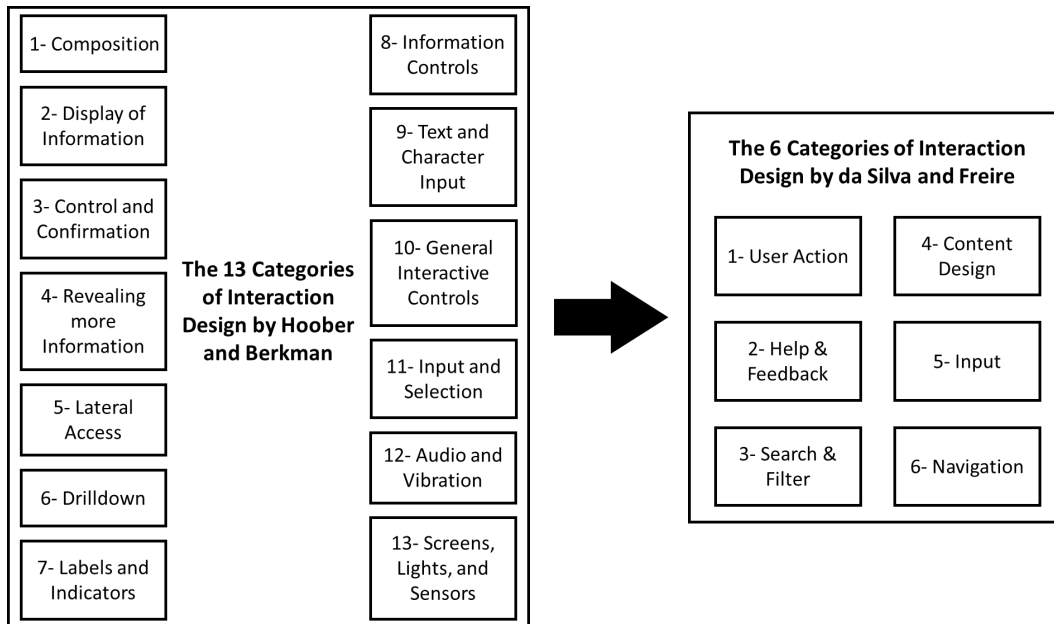 1- Composition
2- Display of
Information
3- Control and
Confirmation
4- Revealing
more
Information
5- Lateral
Access
6- Drilldown
7- Labels and
Indicators
The 13 Categories
of Interaction
Design by Hoober
and Berkman
8- Information
Controls
9- Text and
Character
Input
10- General
Interactive
Controls
11- Input and
Selection
12- Audio and
Vibration
13- Screens,
Lights, and
Sensors
The 6 Categories of Interaction
Design by da Silva and Freire
1- User Action
2- Help &
Feedback
3- Search &
Filter
4- Content
Design
5- Input
6- Navigation